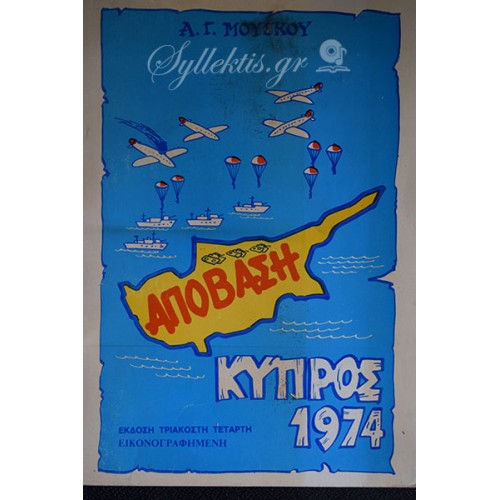 Α. Γ. ΜΟΥΣΚΟΥ
Syllektis.gr
ΑΠΟΒΑΣΗ
ΚΥΠΡΟΣ
1974
ΕΚΔΟΣΗ ΤΡΙΑΚΟΣΤΗ ΤΕΤΑΡΤΗ
ΕΙΚΟΝΟΓΡΑΦΗΜΕΝΗ